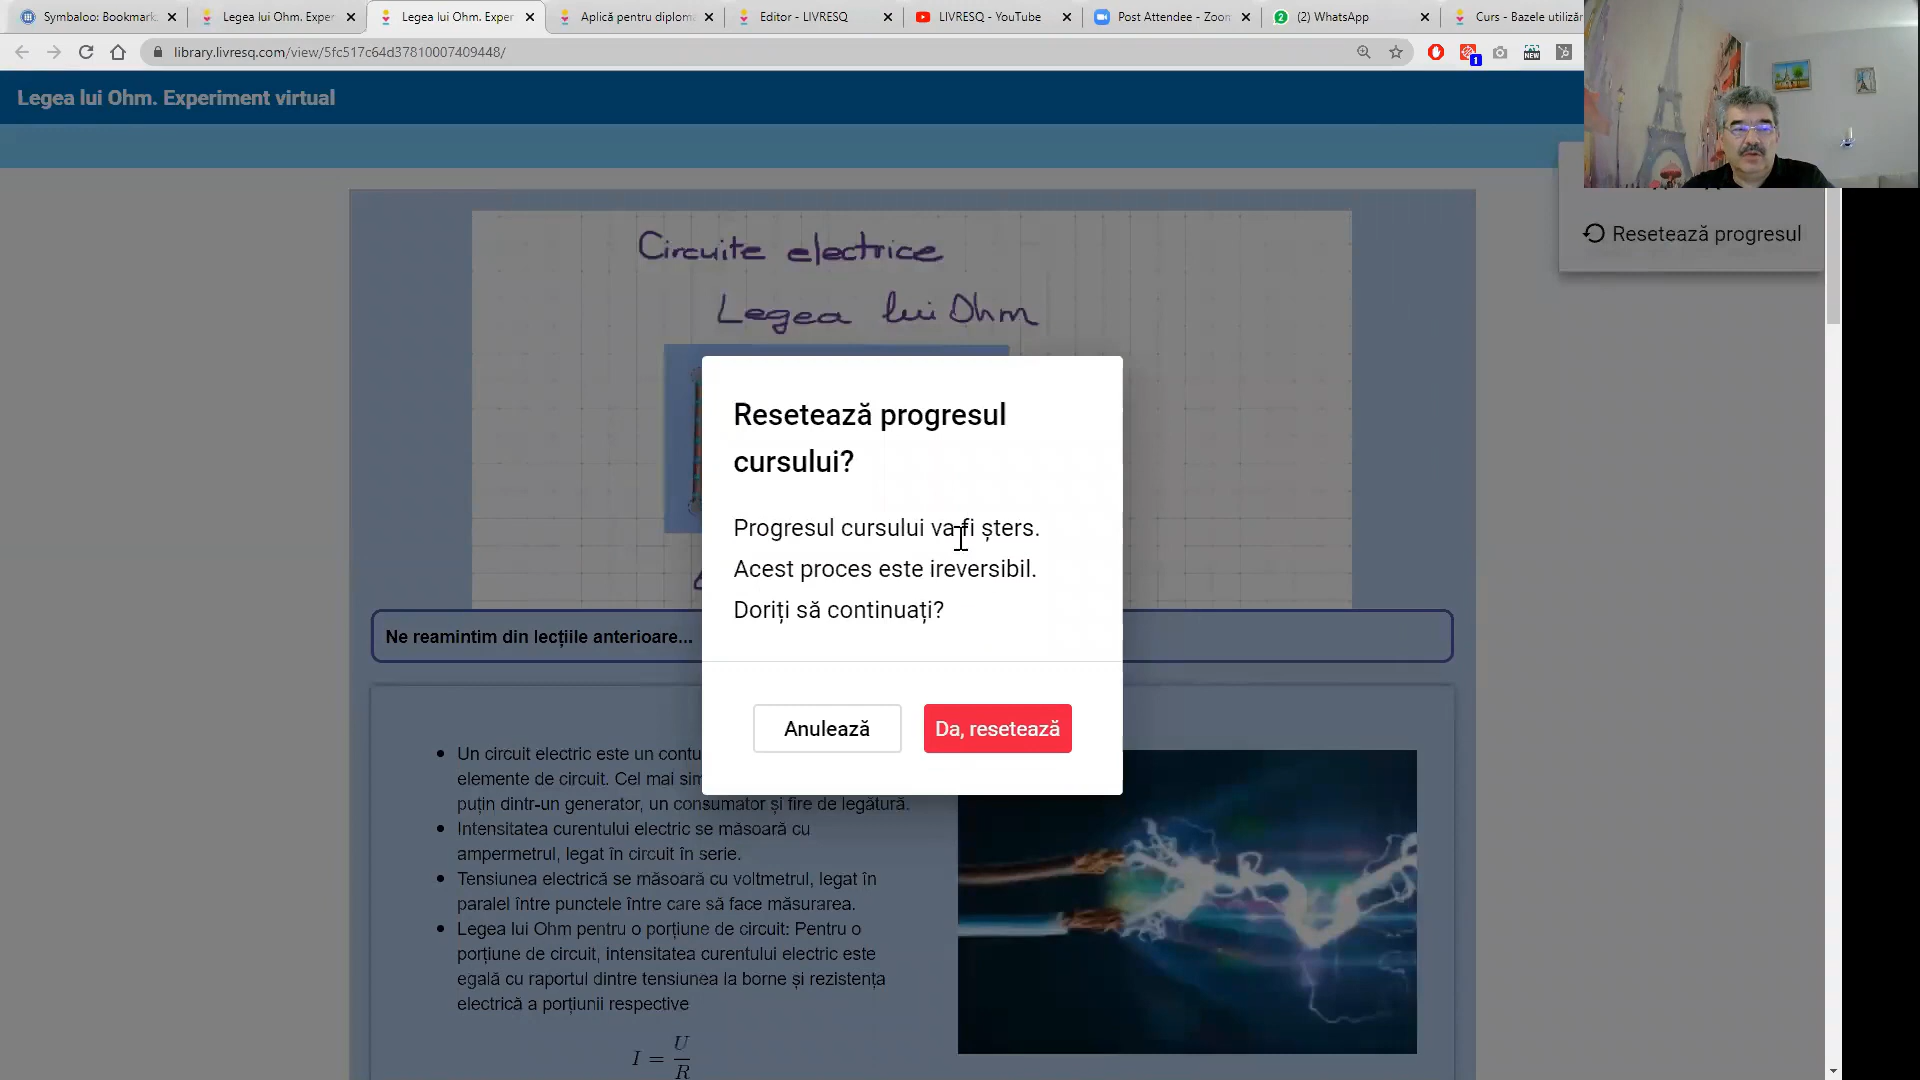 Symbaloo: Bookmark
Legea lui Ohm. Exper
Legea lui Ohm. Exper
Aplică pentru diplom
Editor - LIVRESQ
LIVRESQ - YouTube
Post Attendee - Zoom
(2) WhatsApp
Curs - Bazele utilizăr
library.livresq.com/view/5fc517c64d37810007409448/
1
NEW
Legea lui Ohm. Experiment virtual
Resetează progresul
Circuite electrice
Legea lui Ohm
Resetează progresul
cursului?
Progresul cursului va fi șters.
Acest proces este ireversibil.
Doriți să continuați?
Anulează
Da, resetează
Ne reamintim din lecțiile anterioare...
Un circuit electric este un contu
elemente de circuit. Cel mai sim
puțin dintr-un generator, un consumator și fire de legătură.
Intensitatea curentului electric se măsoară cu
ampermetrul, legat în circuit în serie.
Tensiunea electrică se măsoară cu voltmetrul, legat în
paralel între punctele între care să face măsurarea.
Legea lui Ohm pentru o porțiune de circuit: Pentru o
porțiune de circuit, intensitatea curentului electric este
egală cu raportul dintre tensiunea la borne și rezistența
electrică a porțiunii respective
I = U/R